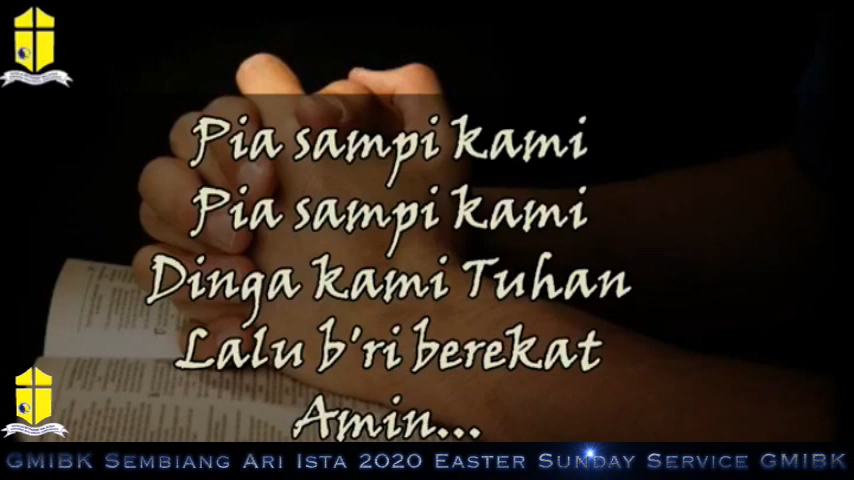 Pia sampi kami
Pia sampi kami
Dinga kami Tuhan
Lalu b'ri berekat
Amin...
GMIBK Sembiang Ari Ista 2020 Easter Sunday Service GMIBK